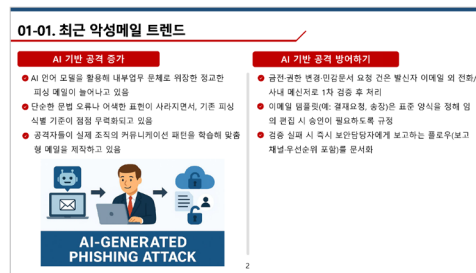 01-01. 최근 악성메일 트렌드
AI 기반 공격 증가
AI 언어 모델을 활용해 내부업무 문체로 위장한 정교한
피싱 메일이 늘어나고 있음
단순한 문법 오류나 어색한 표현이 사라지면서, 기존 피싱
식별 기준이 점점 무력화되고 있음
공격자들이 실제 조직의 커뮤니케이션 패턴을 학습해 맞춤
형 메일을 제작하고 있음
AI-GENERATED
PHISHING ATTACK
AI 기반 공격 방어하기
금전·권한 변경·민감문서 요청 건은 발신자 이메일 외 전화/
사내 메신저로 1차 검증 후 처리
이메일 템플릿(예: 결재요청, 송장)은 표준 양식을 정해 임
의 편집 시 승인이 필요하도록 규정
검증 실패 시 즉시 보안담당자에게 보고하는 플로우(보고
채널·우선순위 포함)를 문서화
2